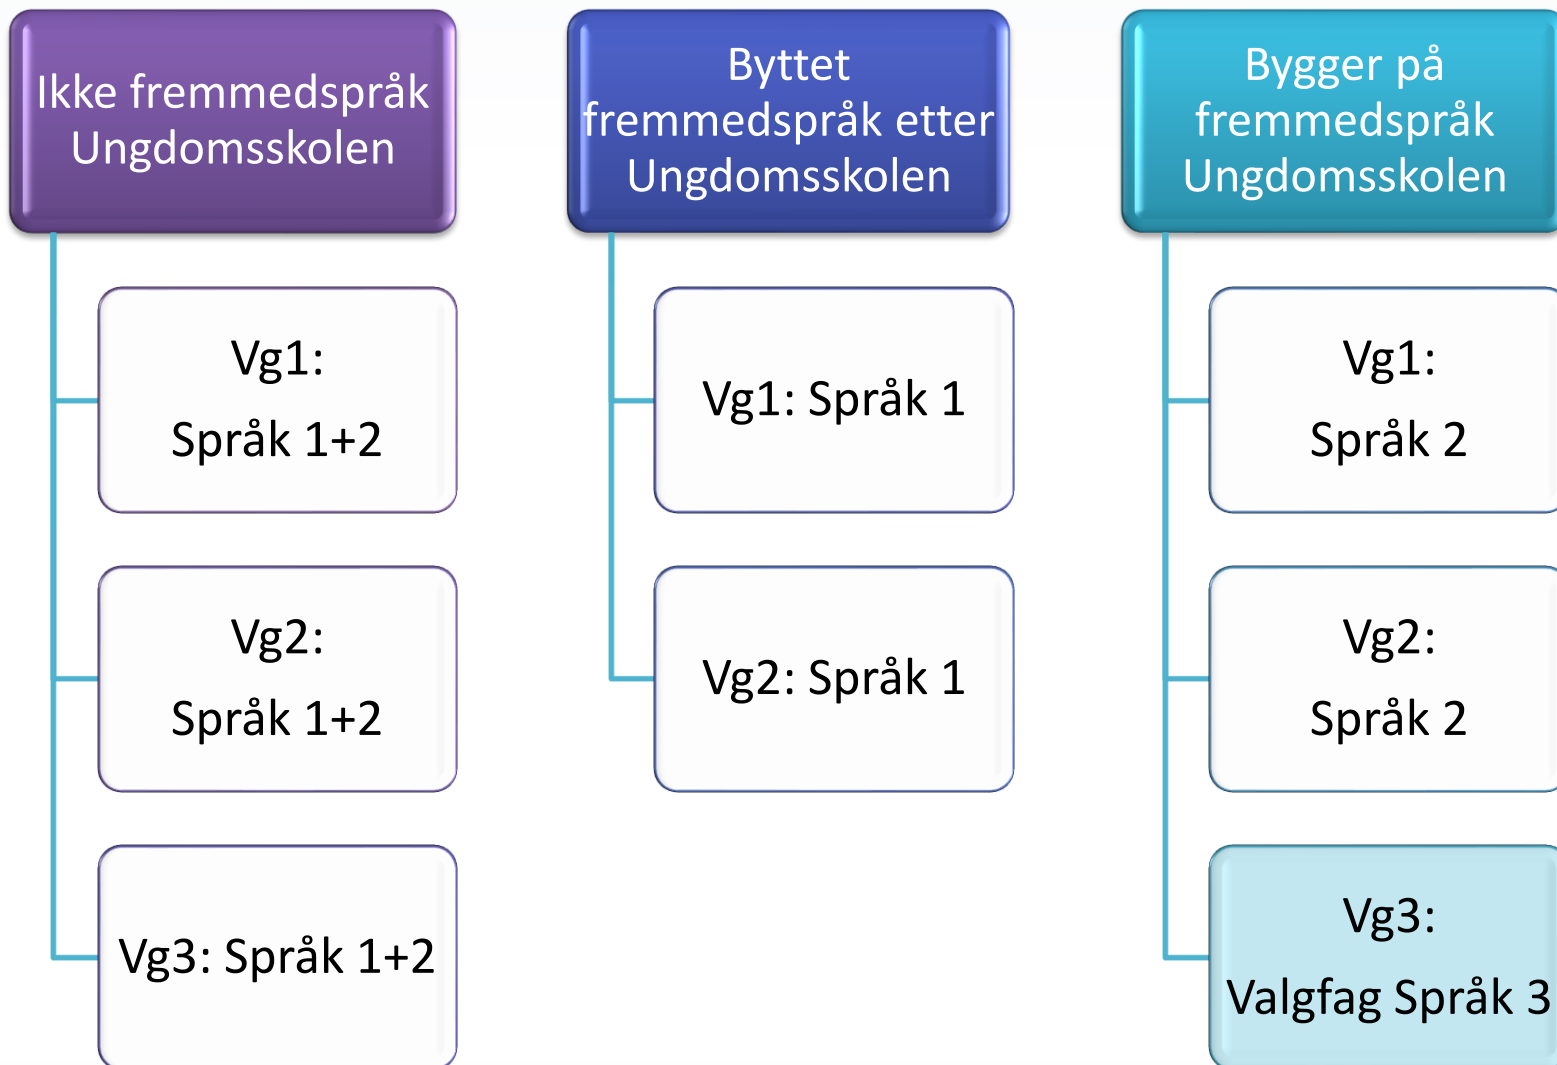 Ikke fremmedspråk
Ungdomsskolen
Vg1:
Språk 1+2
Vg2:
Språk 1+2
Vg3: Språk 1+2
Byttet
fremmedspråk etter
Ungdomsskolen
Vg1: Språk 1
Vg2: Språk 1
Bygger på
fremmedspråk
Ungdomsskolen
Vg1:
Språk 2
Vg2:
Språk 2
Vg3:
Valgfag Språk 3